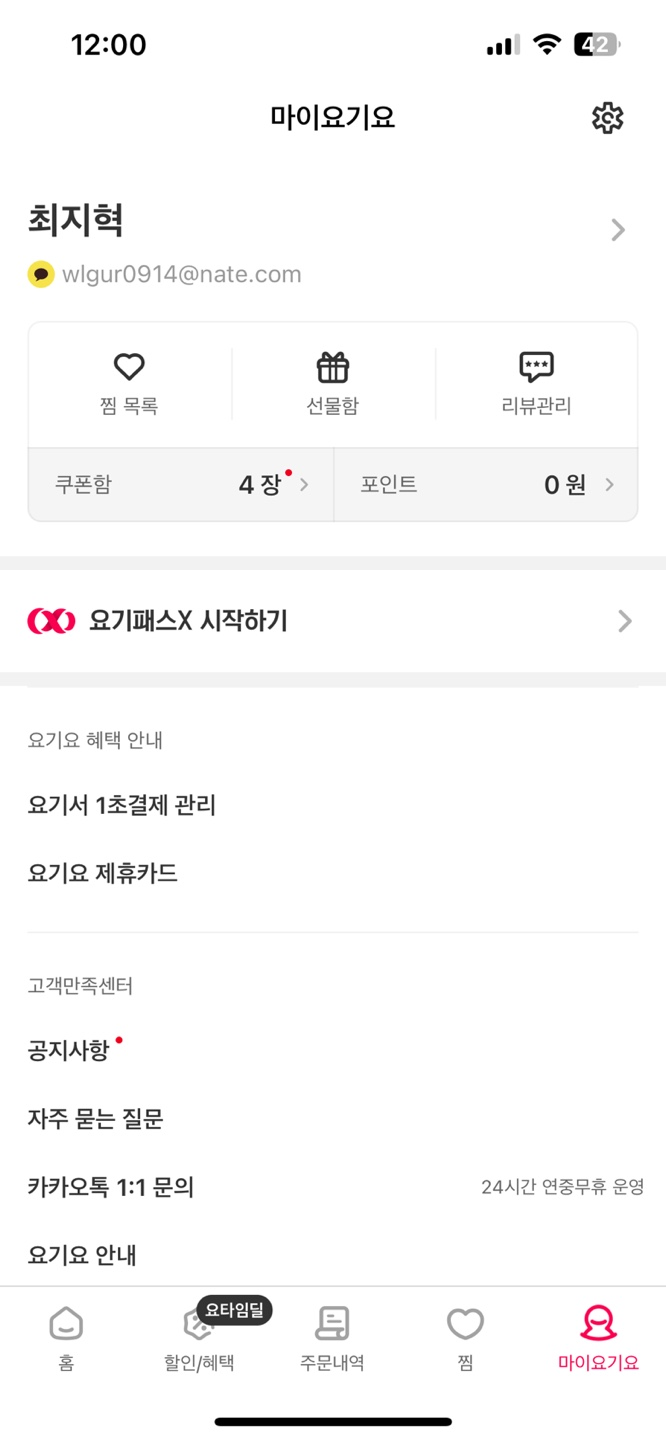 12:00
42
마이요기요
최지혁
wlgur0914@nate.com
찜 목록
선물함
리뷰관리
쿠폰함 4 장
포인트 0 원
요기패스X 시작하기
요기요 혜택 안내
요기서 1초결제 관리
요기요 제휴카드
고객만족센터
공지사항
자주 묻는 질문
카카오톡 1:1 문의 24시간 연중무휴 운영
요기요 안내
요타임딜
홈
할인/혜택
주문내역
찜
마이요기요